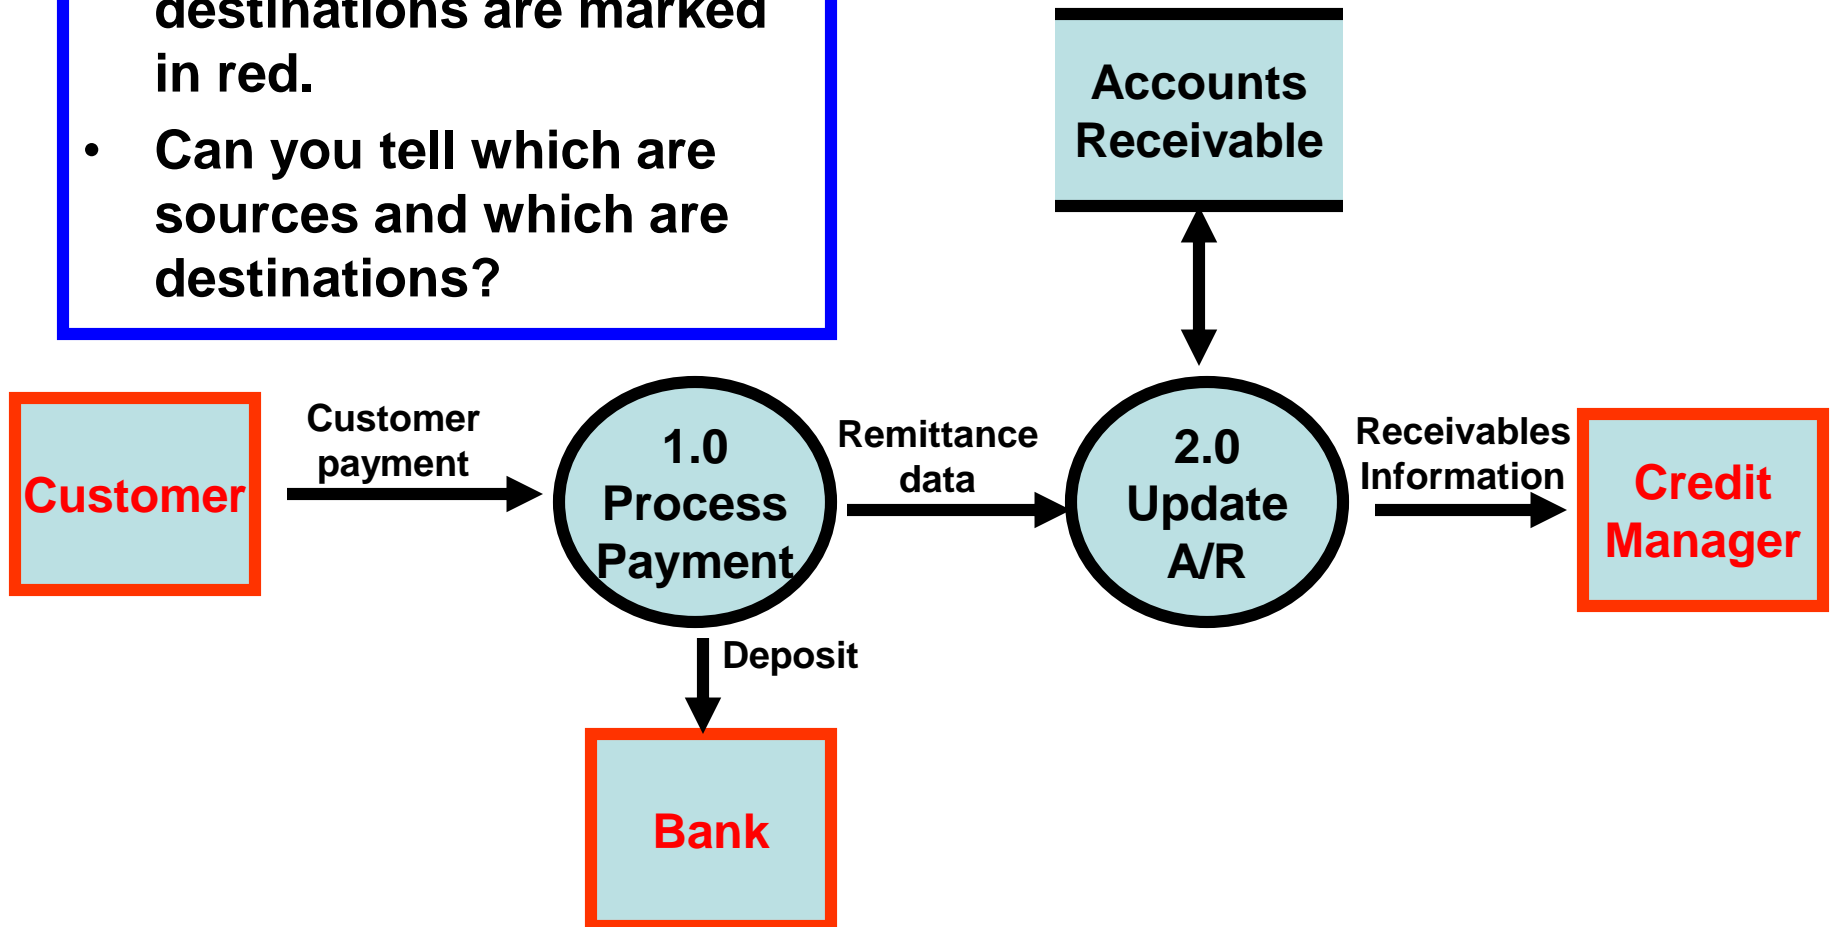 destinations are marked
in red.
• Can you tell which are
sources and which are
destinations?
Accounts
Receivable
Customer
Customer
payment
1.0
Process
Payment
Remittance
data
2.0
Update
A/R
Receivables
Information
Credit
Manager
Deposit
Bank